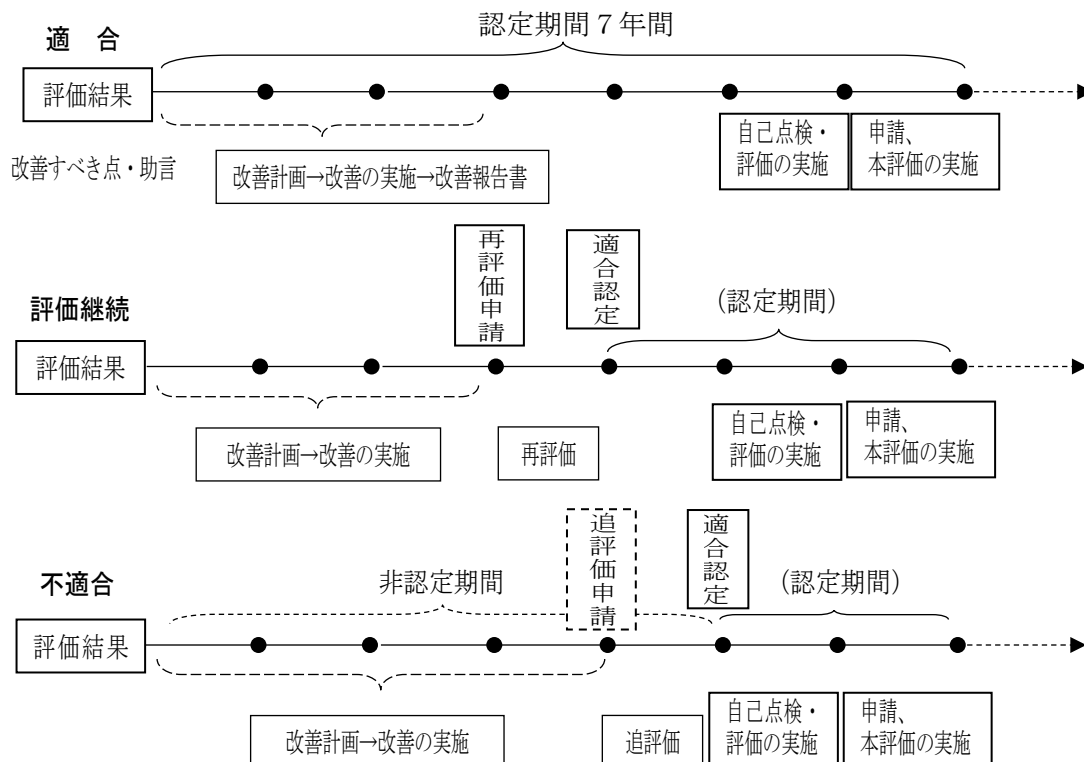 認定期間７年間
適　合
評価結果
改善すべき点・助言
改善計画→改善の実施→改善報告書
自己点検・
評価の実施
申請、
本評価の実施
再評価申請
適合認定
評価継続
(認定期間)
評価結果
改善計画→改善の実施
再評価
自己点検・
評価の実施
申請、
本評価の実施
追評価申請
適合認定
不適合
非認定期間
(認定期間)
評価結果
改善計画→改善の実施
追評価
自己点検・
評価の実施
申請、
本評価の実施